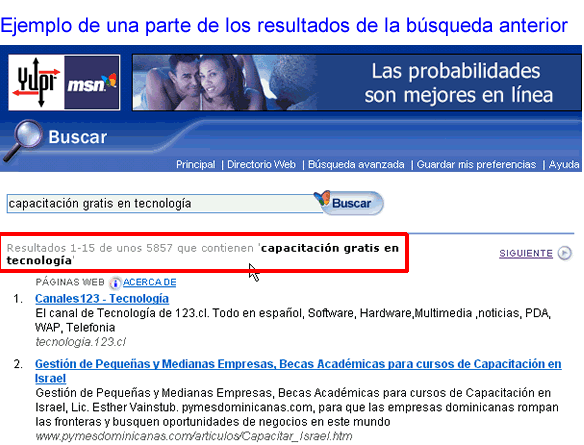 Ejemplo de una parte de los resultados de la búsqueda anterior
Yupi msn
Las probabilidades
son mejores en línea
Buscar
Principal | Directorio Web | Búsqueda avanzada | Guardar mis preferencias | Ayuda
capacitación gratis en tecnología Buscar
Resultados 1-15 de unos 5857 que contienen 'capacitación gratis en
tecnología'
SIGUIENTE
PÁGINAS WEB ACERCA DE
1. Canales123 - Tecnología
El canal de Tecnología de 123.cl. Todo en español, Software, Hardware,Multimedia ,noticias, PDA,
WAP, Telefonia
tecnologia.123.cl
2. Gestión de Pequeñas y Medianas Empresas, Becas Académicas para cursos de Capacitación en
Israel
Gestión de Pequeñas y Medianas Empresas, Becas Académicas para cursos de Capacitación en
Israel, Lic. Esther Vainstub. pymesdominicanas.com, para que las empresas dominicanas rompan
las fronteras y busquen oportunidades de negocios en este mundo
www.pymesdominicanas.com/articulos/Capacitar_Israel.htm